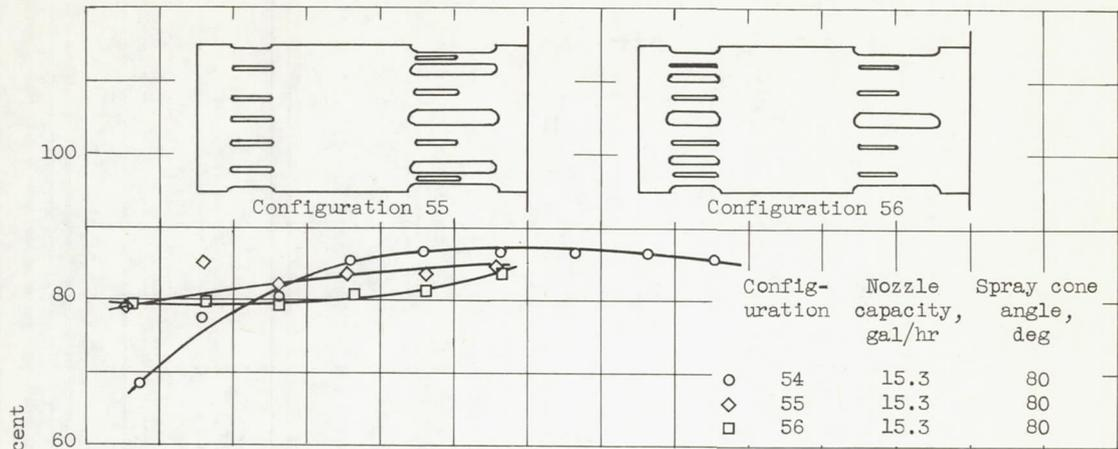 100
Configuration 55
Configuration 56
80
Config-
uration
Nozzle
capacity,
gal/hr
Spray cone
angle,
deg
54 15.3 80
55 15.3 80
56 15.3 80
60
cent